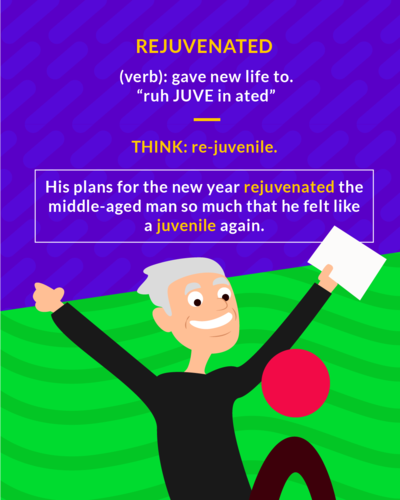 REJUVENATED
(verb): gave new life to.
“ruh JUVE in ated”
THINK: re-juvenile.
His plans for the new year rejuvenated the
middle-aged man so much that he felt like
a juvenile again.